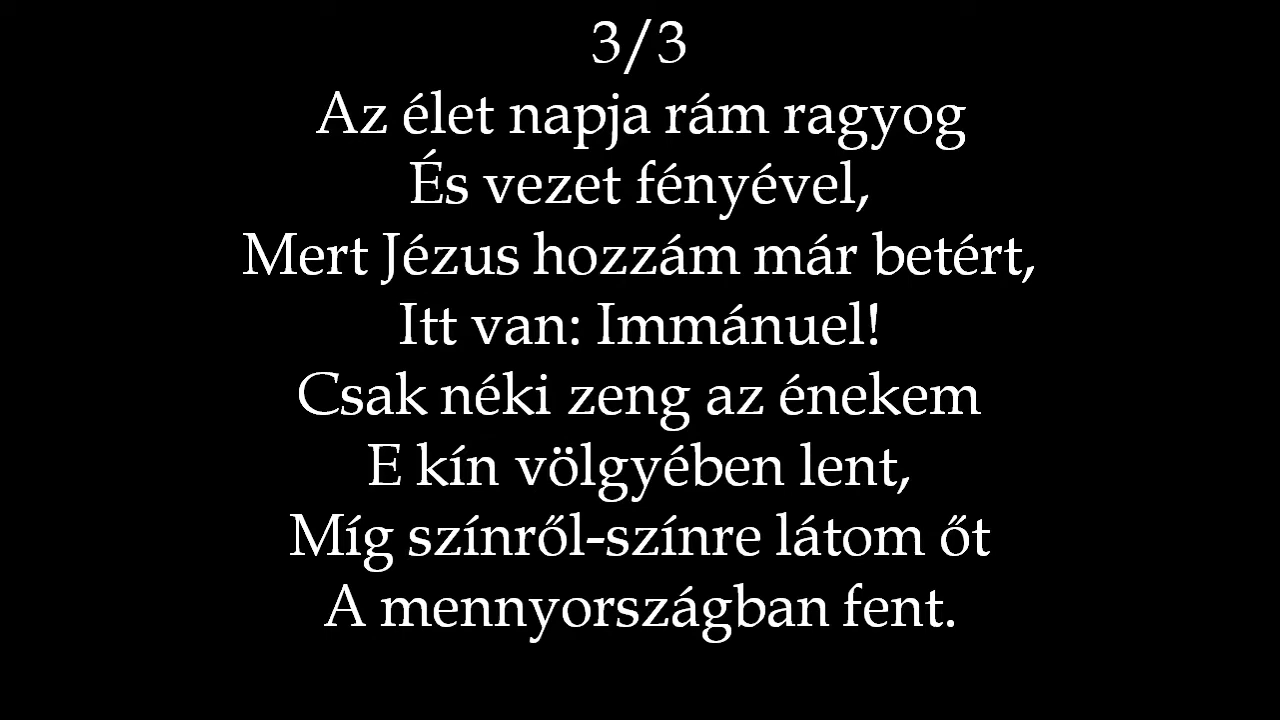 3/3
Az élet napja rám ragyog
És vezet fényével,
Mert Jézus hozzám már betért,
Itt van: Immánuel!
Csak néki zeng az énekem
E kín völgyében lent,
Míg színről-színre látom őt
A mennyországban fent.